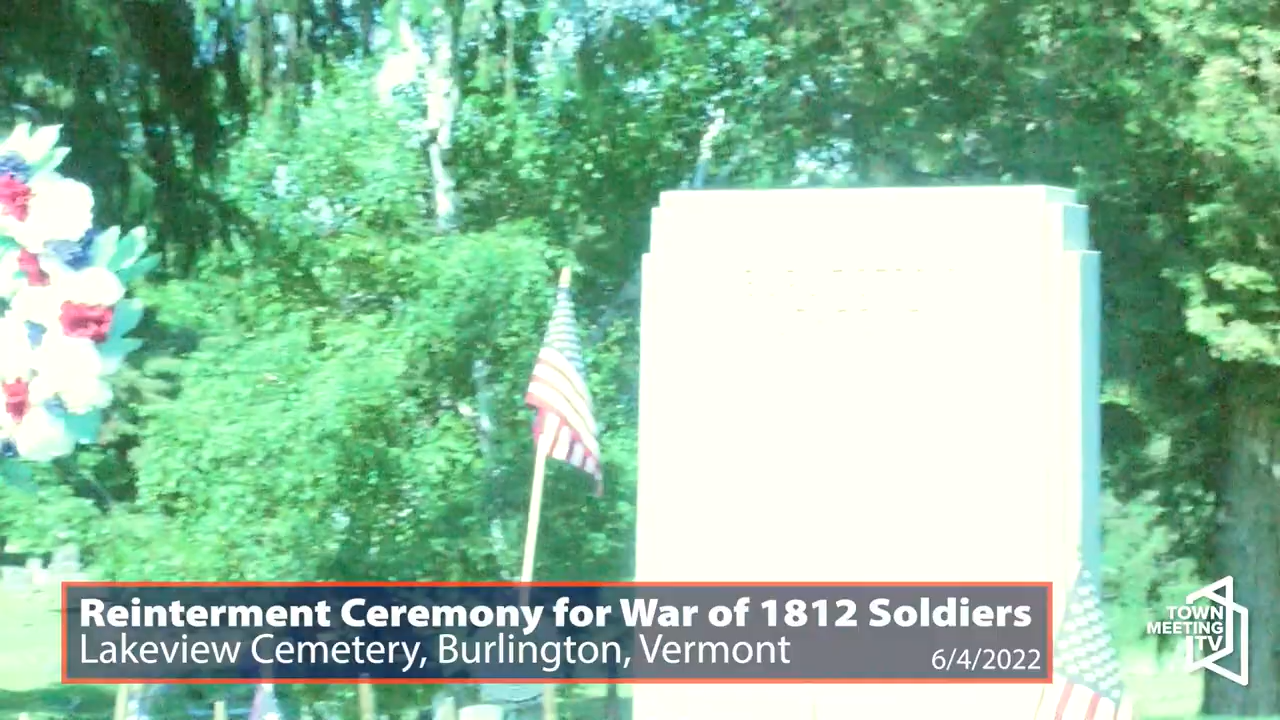 Reinterment Ceremony for War of 1812 Soldiers
Lakeview Cemetery, Burlington, Vermont
6/4/2022
TOWN
MEETING
TV